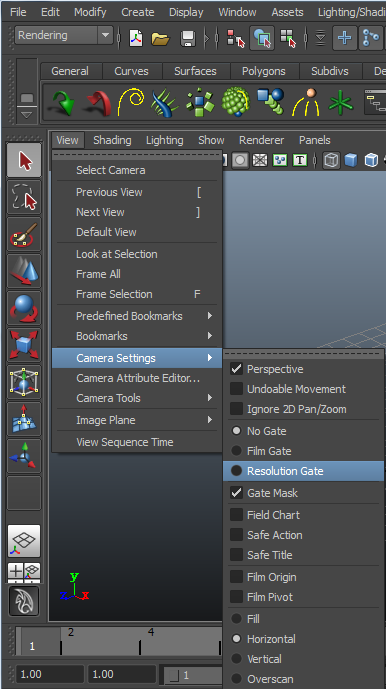 File Edit Modify Create Display Window Assets Lighting/Shadi
Rendering
General Curves Surfaces Polygons Subdivs
View Shading Lighting Show Renderer Panels
Select Camera
Previous View [
Next View ]
Default View
Look at Selection
Frame All
Frame Selection F
Predefined Bookmarks
Bookmarks
Camera Settings
Camera Attribute Editor...
Camera Tools
Image Plane
View Sequence Time
Perspective
Undoable Movement
Ignore 2D Pan/Zoom
No Gate
Film Gate
Resolution Gate
Gate Mask
Field Chart
Safe Action
Safe Title
Film Origin
Film Pivot
Fill
Horizontal
Vertical
Overscan
y
z x
2 4
1
1.00 1.00 1